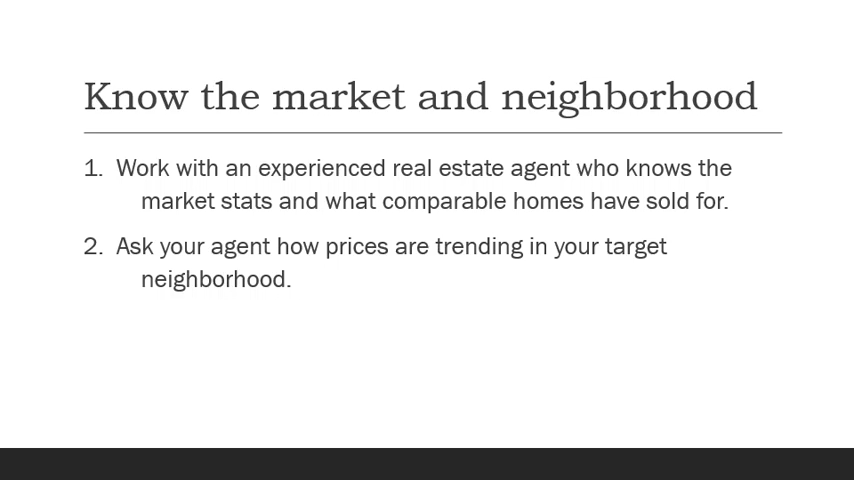 Know the market and neighborhood
1. Work with an experienced real estate agent who knows the
market stats and what comparable homes have sold for.
2. Ask your agent how prices are trending in your target
neighborhood.